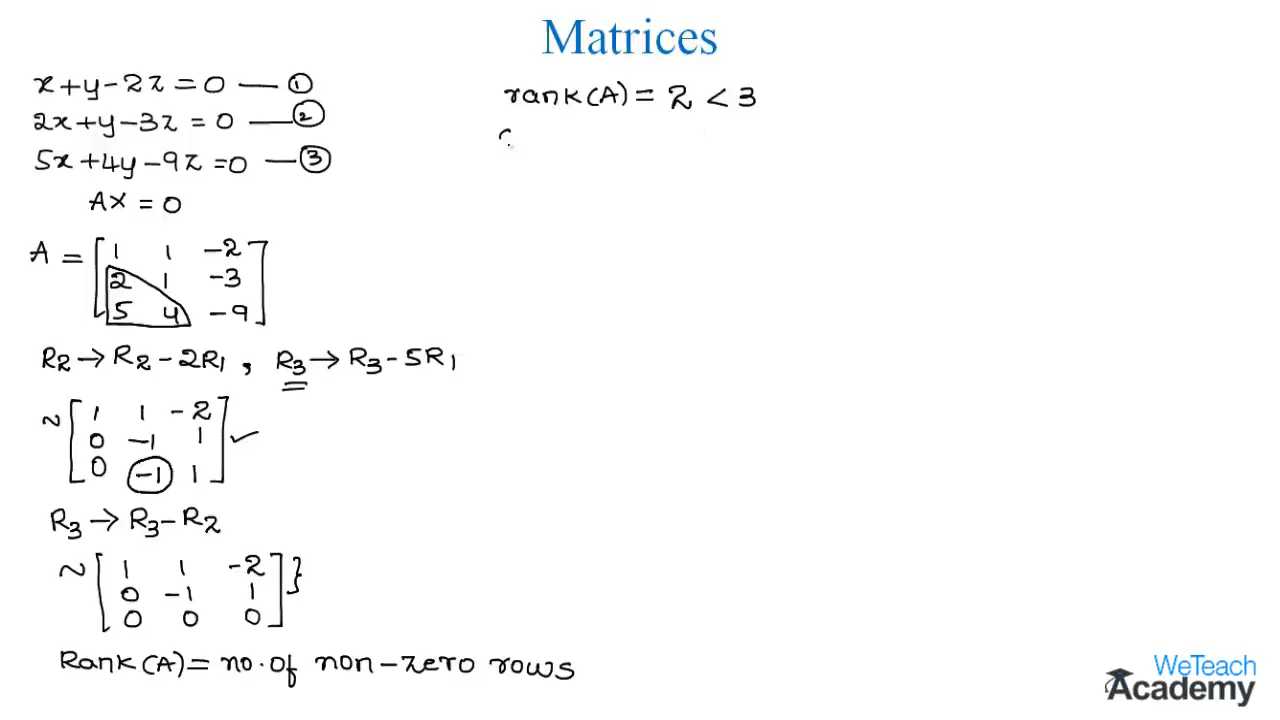 Matrices
x+y-2z=0 — ①
2x+y-3z=0 — ②
5x+4y-9z=0 — ③
AX = 0
A = [1 1 -2
2 1 -3
5 4 -9]
R2→R2-2R1, R3→R3-5R1
~ [1 1 -2
0 -1 1
0 -1 1] ✓
R3→R3-R2
~ [1 1 -2
0 -1 1
0 0 0] }
Rank(A) = no. of non-zero rows
rank(A) = 2 < 3
WeTeach
Academy